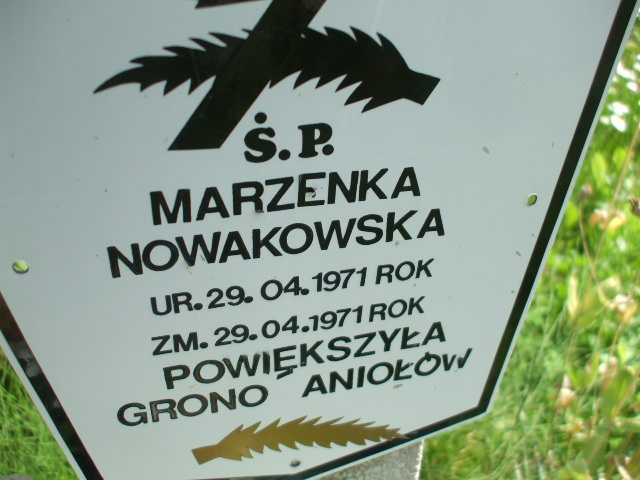 Ś.P.
MARZENKA
NOWAKOWSKA
UR.29.04.1971 ROK
ZM.29.04.1971 ROK
POWIĘKSZYŁA
GRONO ANIOŁÓW